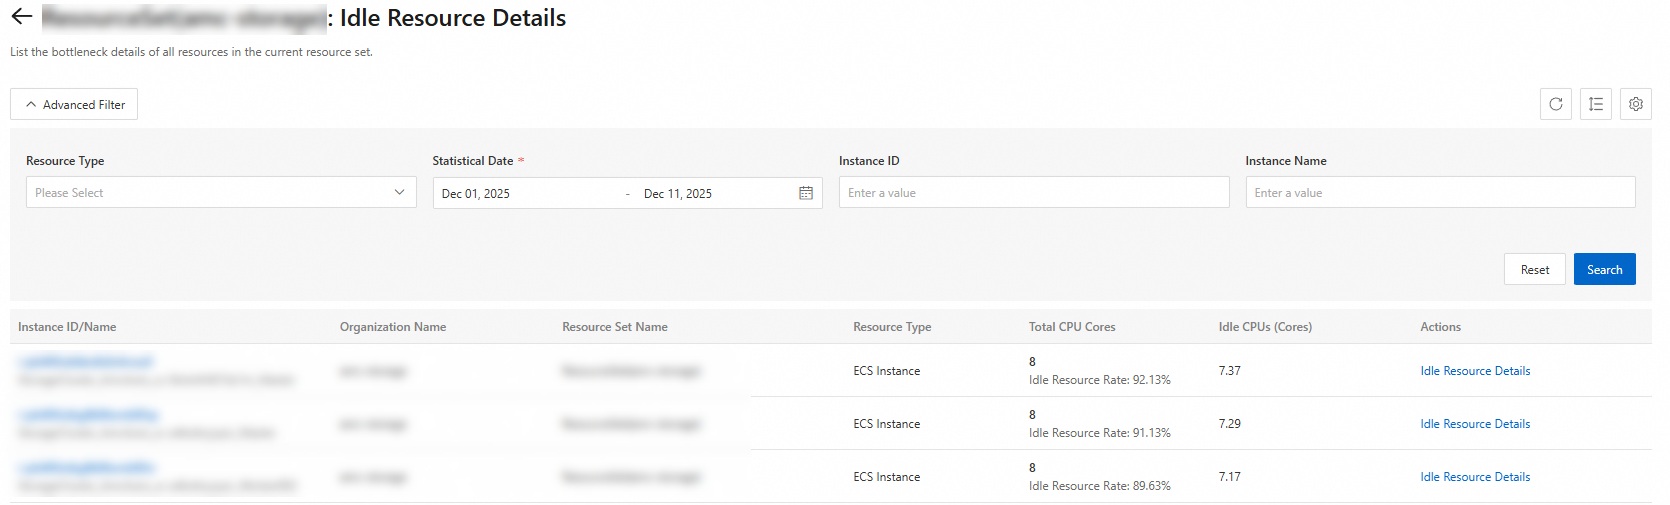 : Idle Resource Details
List the bottleneck details of all resources in the current resource set.
Advanced Filter
Resource Type
Statistical Date *
Instance ID
Instance Name
Please Select
Dec 01, 2025 - Dec 11, 2025
Enter a value
Enter a value
Reset
Search
Instance ID/Name
Organization Name
Resource Set Name
Resource Type
Total CPU Cores
Idle CPUs (Cores)
Actions
ECS Instance
8
Idle Resource Rate: 92.13%
7.37
Idle Resource Details
ECS Instance
8
Idle Resource Rate: 91.13%
7.29
Idle Resource Details
ECS Instance
8
Idle Resource Rate: 89.63%
7.17
Idle Resource Details